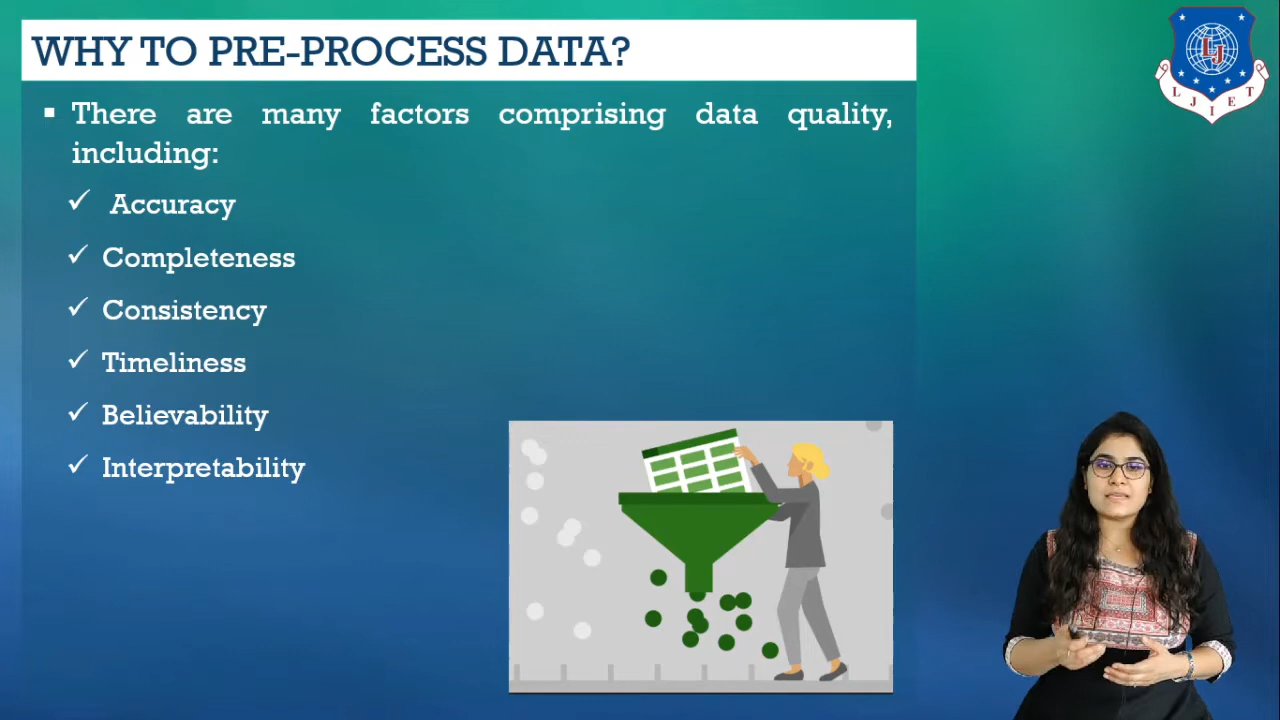 WHY TO PRE-PROCESS DATA?
▪ There are many factors comprising data quality,
including:
✓ Accuracy
✓ Completeness
✓ Consistency
✓ Timeliness
✓ Believability
✓ Interpretability
LJ
L J I E T